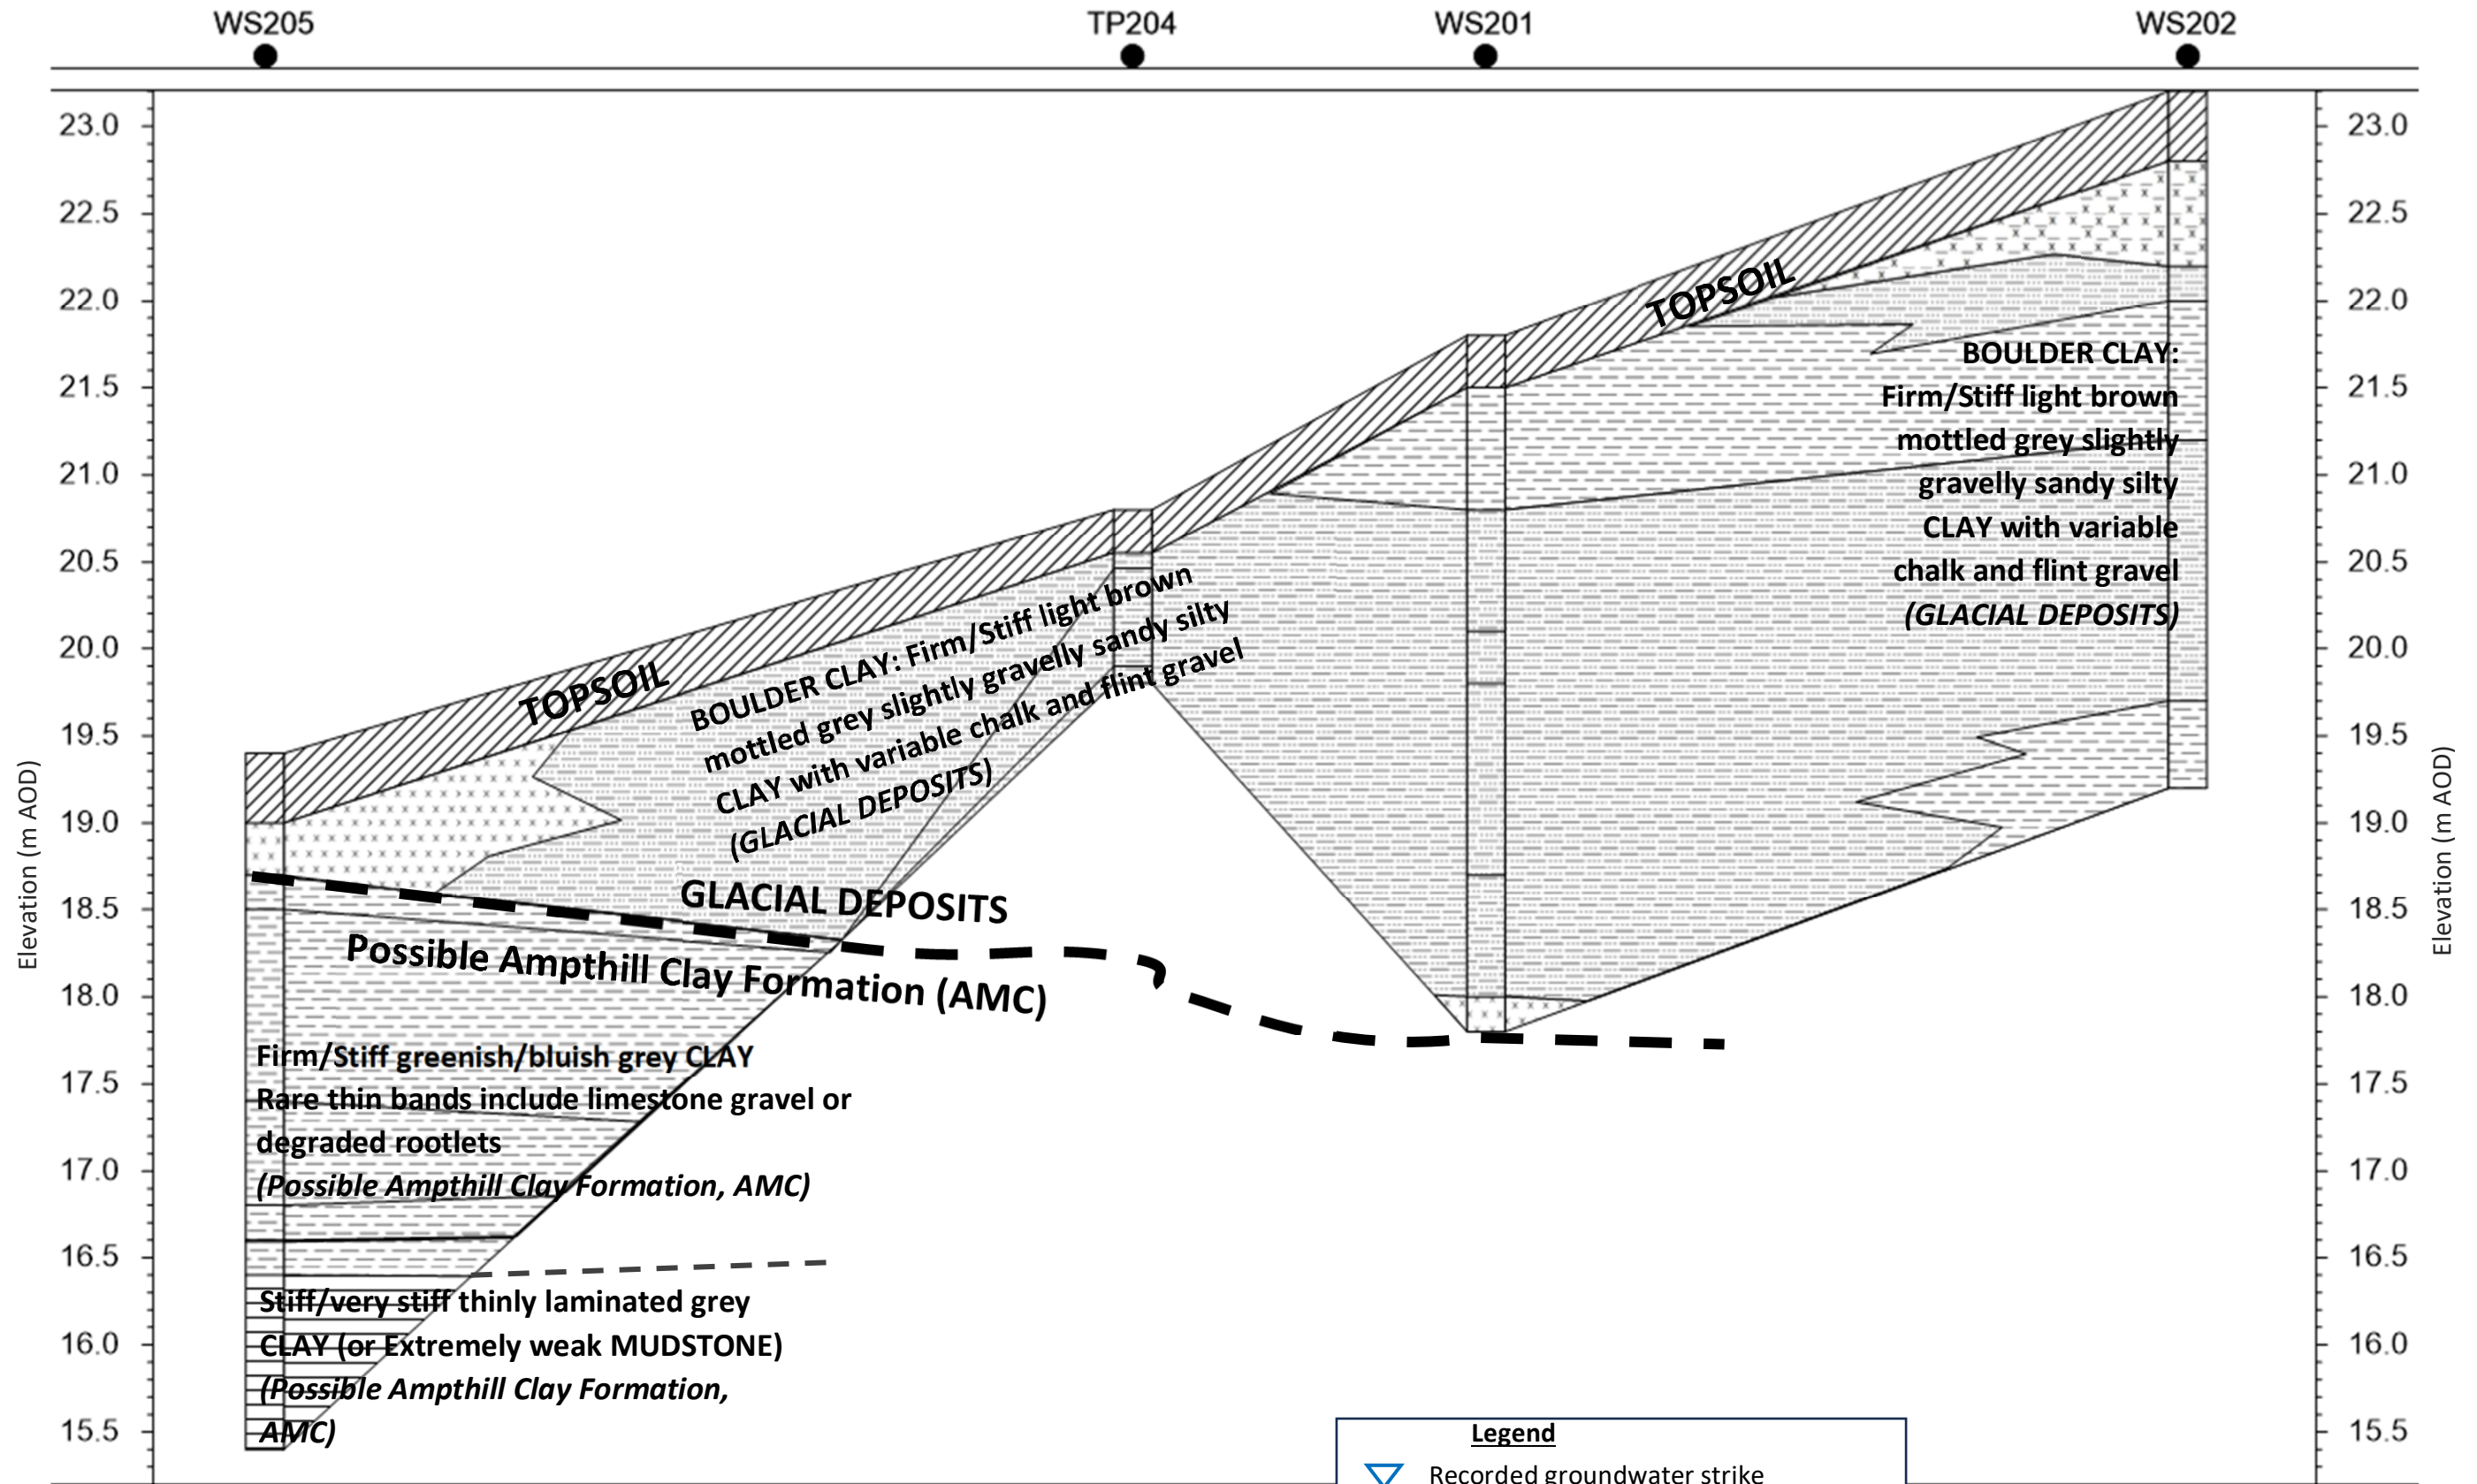 WS205
TP204
WS201
WS202
23.0
22.5
22.0
21.5
21.0
20.5
20.0
19.5
19.0
18.5
18.0
17.5
17.0
16.5
16.0
15.5
Elevation (m AOD)
TOPSOIL
BOULDER CLAY: Firm/Stiff light brown
mottled grey slightly gravelly sandy silty
CLAY with variable chalk and flint gravel
(GLACIAL DEPOSITS)
GLACIAL DEPOSITS
Possible Ampthill Clay Formation (AMC)
Firm/Stiff greenish/bluish grey CLAY
Rare thin bands include limestone gravel or
degraded rootlets
(Possible Ampthill Clay Formation, AMC)
Stiff/very stiff thinly laminated grey
CLAY (or Extremely weak MUDSTONE)
(Possible Ampthill Clay Formation,
AMC)
TOPSOIL
BOULDER CLAY:
Firm/Stiff light brown
mottled grey slightly
gravelly sandy silty
CLAY with variable
chalk and flint gravel
(GLACIAL DEPOSITS)
23.0
22.5
22.0
21.5
21.0
20.5
20.0
19.5
19.0
18.5
18.0
17.5
17.0
16.5
16.0
15.5
Elevation (m AOD)
Legend
Recorded groundwater strike